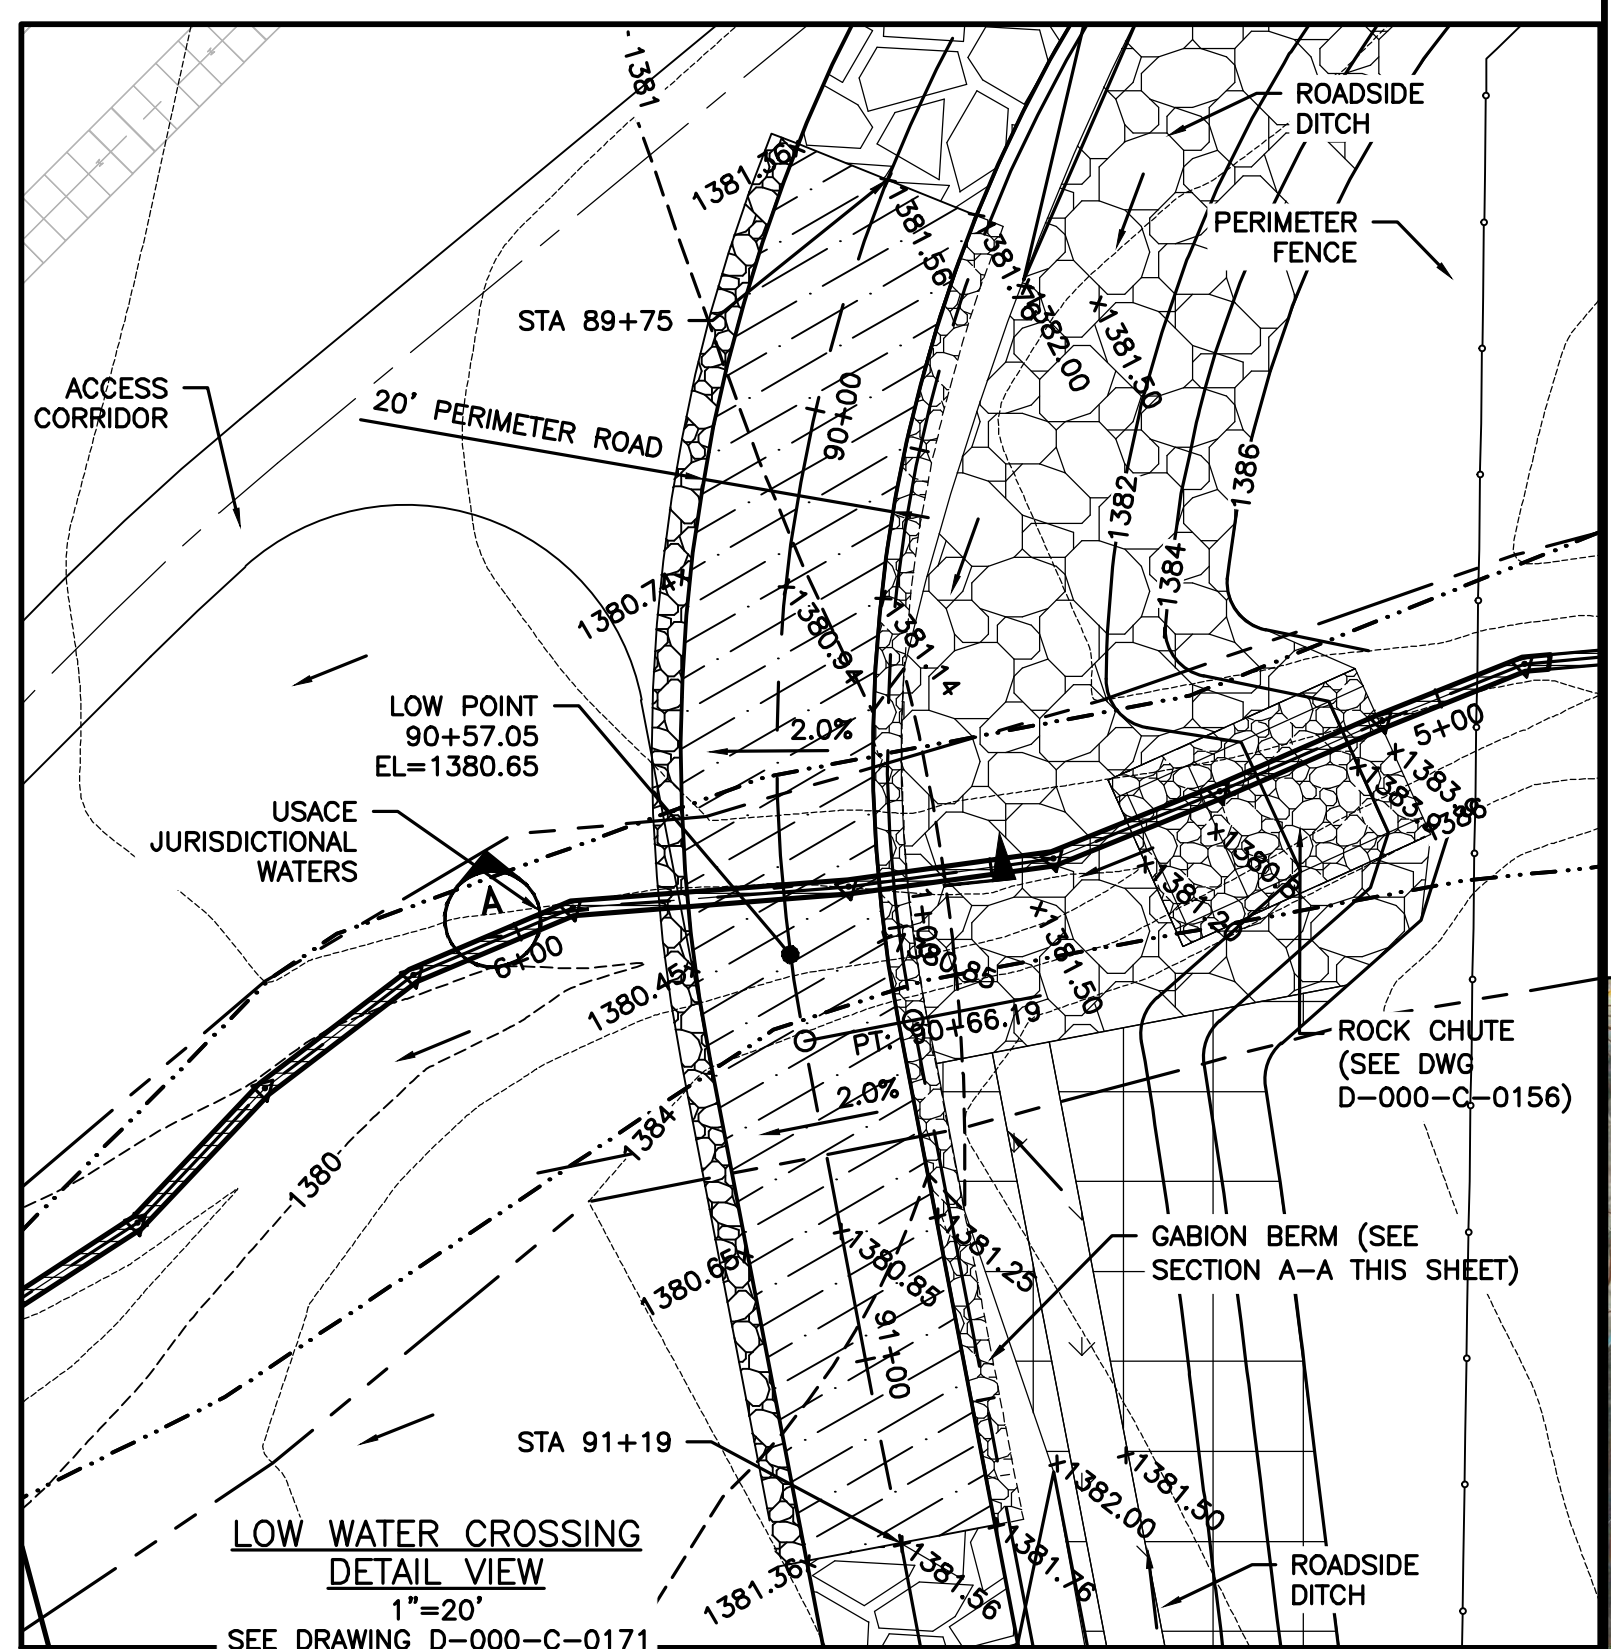 1381
ROADSIDE
DITCH
1381.36
1381.56
1381.76
PERIMETER
FENCE
1382.00
1381.50
STA 89+75
ACCESS
CORRIDOR
20' PERIMETER ROAD
90+00
1382
1384
1386
1380.74
1380.94
1381.14
LOW POINT
90+57.05
EL=1380.65
2.0%
5+00
USACE
JURISDICTIONAL
WATERS
A
1386
1381.20
1381.50
6+00
1380.45
1380.85
PT: 90+66.19
ROCK CHUTE
(SEE DWG
D-000-C-0156)
2.0%
1384
1380
GABION BERM (SEE
SECTION A-A THIS SHEET)
1380.65
1380.85
1381.25
91+00
STA 91+19
1382.00
1381.50
1381.36
1381.56
1381.76
ROADSIDE
DITCH
LOW WATER CROSSING
DETAIL VIEW
1"=20'
SEE DRAWING D-000-C-0171